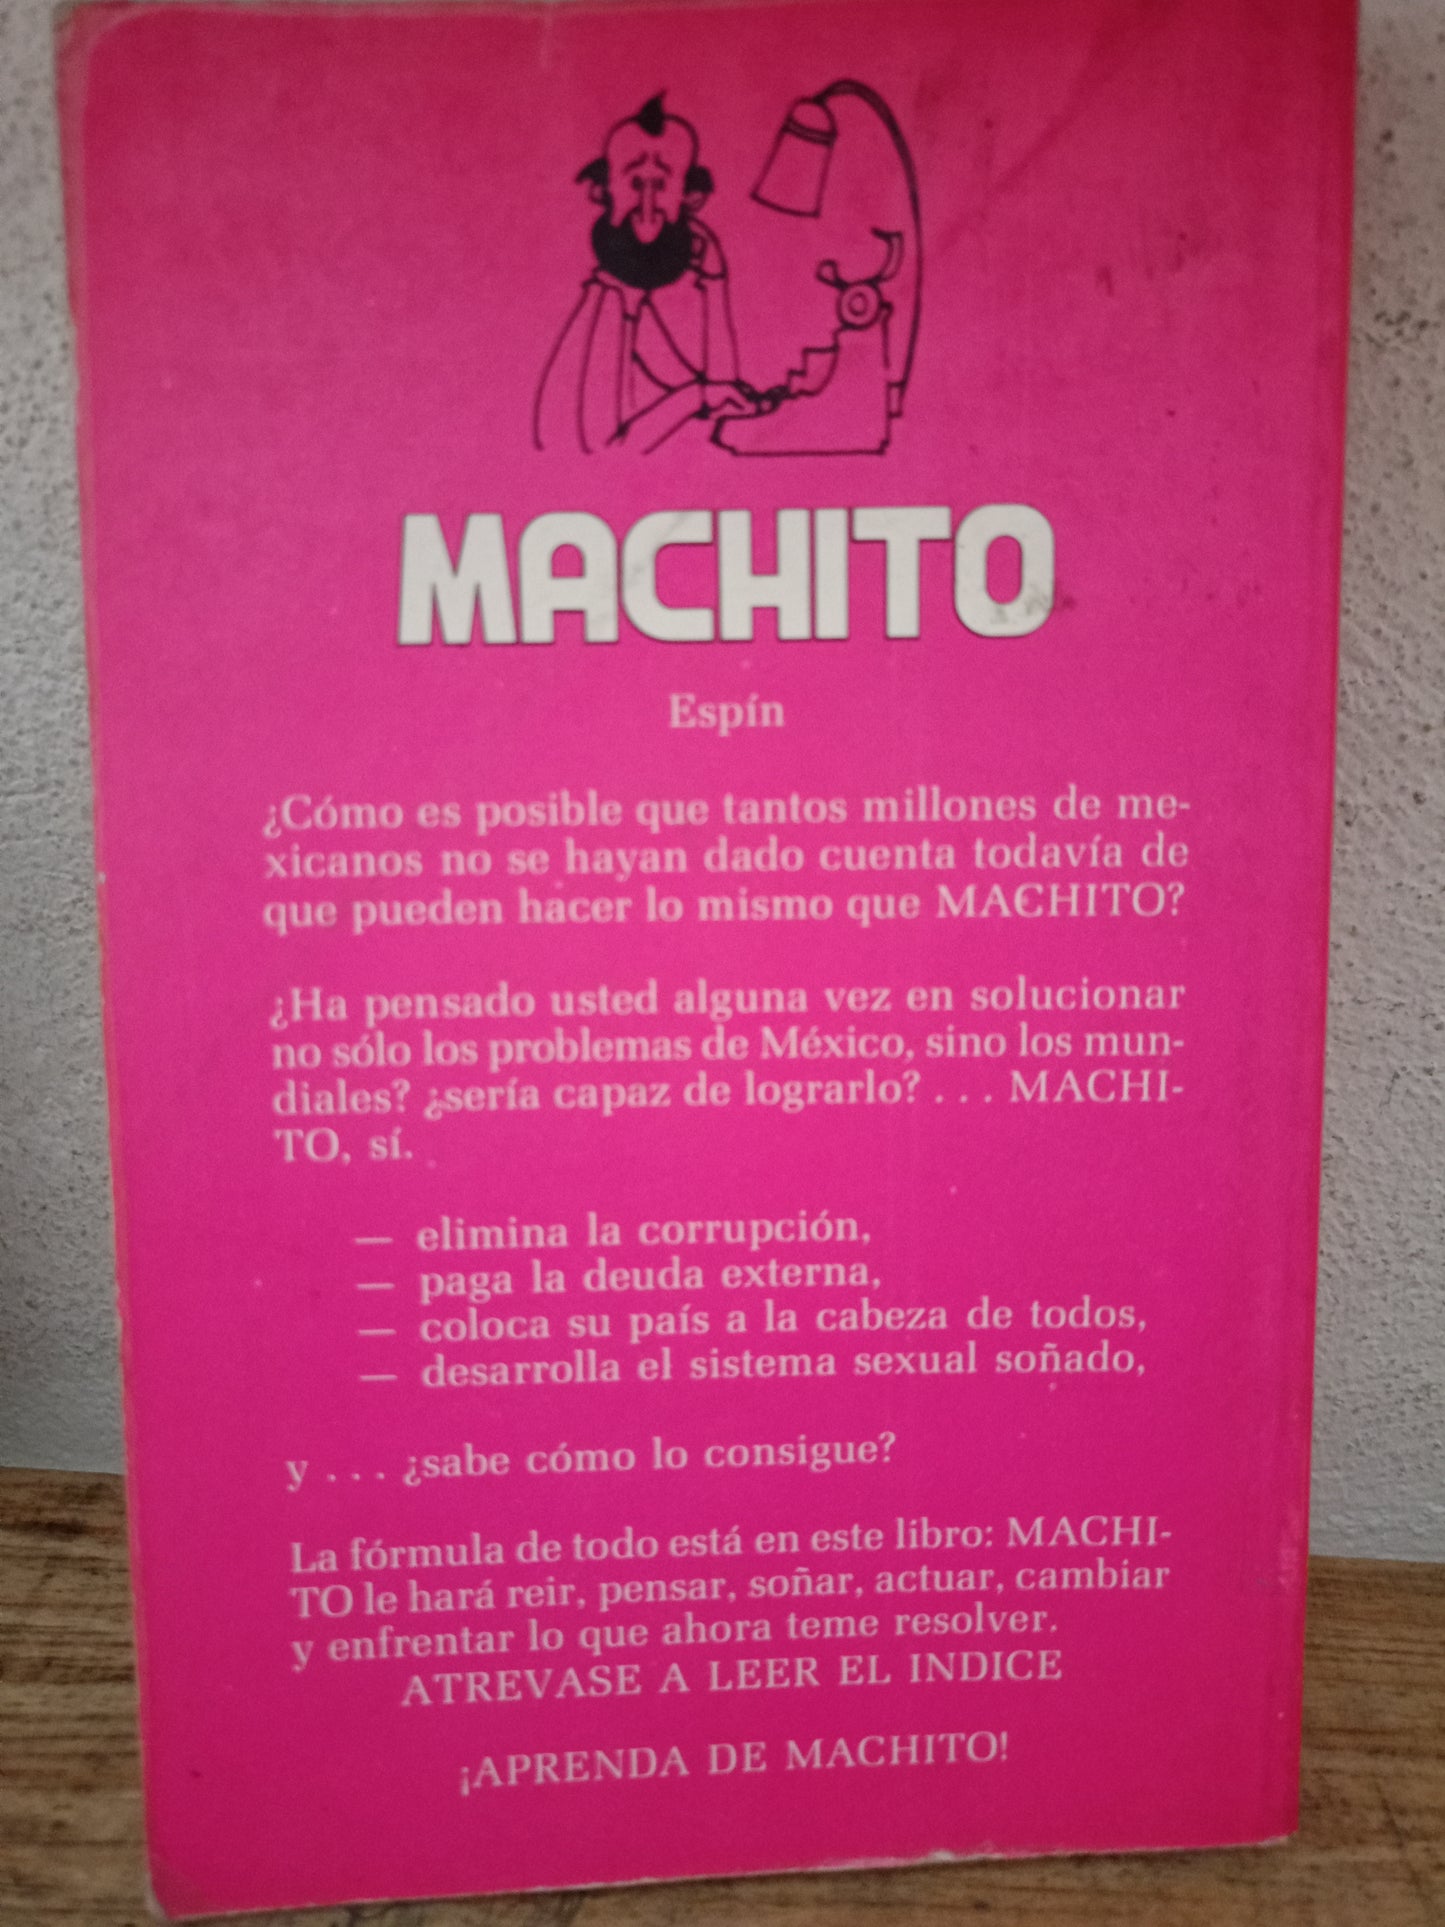 MACHITO
Espín
¿Cómo es posible que tantos millones de me-
xicanos no se hayan dado cuenta todavía de
que pueden hacer lo mismo que MACHITO?
¿Ha pensado usted alguna vez en solucionar
no sólo los problemas de México, sino los mun-
diales? ¿sería capaz de lograrlo? . . . MACHI-
TO, sí.
— elimina la corrupción,
— paga la deuda externa,
— coloca su país a la cabeza de todos,
— desarrolla el sistema sexual soñado,
y . . . ¿sabe cómo lo consigue?
La fórmula de todo está en este libro: MACHI-
TO le hará reir, pensar, soñar, actuar, cambiar
y enfrentar lo que ahora teme resolver.
ATREVASE A LEER EL INDICE
¡APRENDA DE MACHITO!